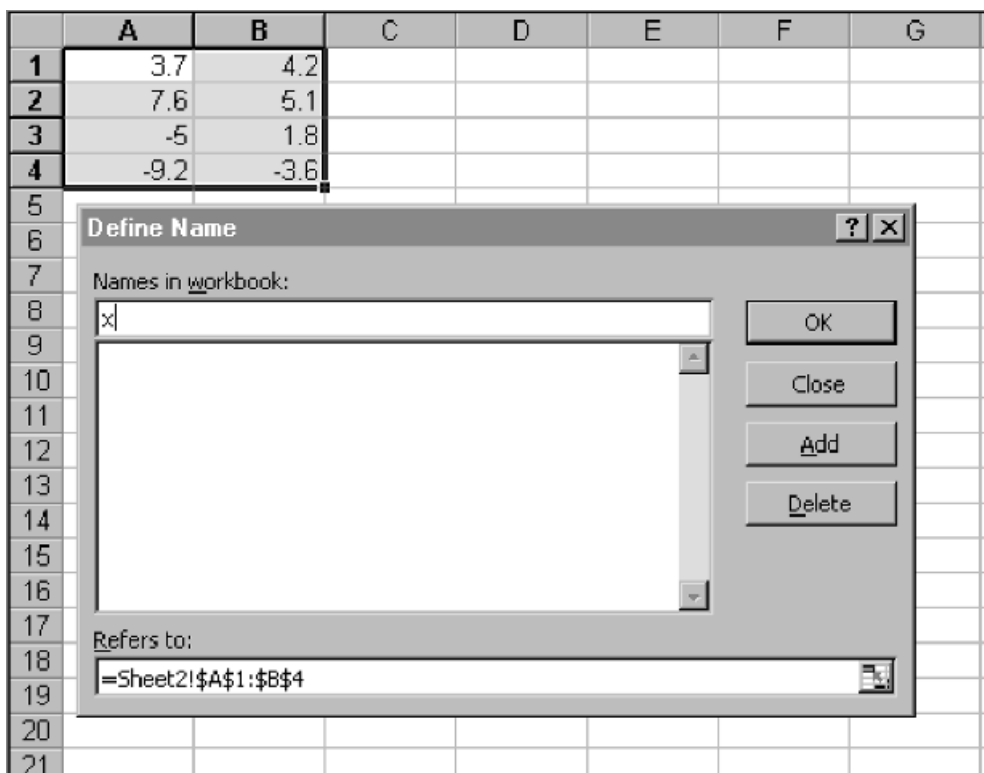 A B C D E F G
1 3.7 4.2
2 7.6 5.1
3 -5 1.8
4 -9.2 -3.6
5
6 Define Name ? X
7 Names in workbook:
8 x OK
9
10 Close
11
12 Add
13
14 Delete
15
16
17 Refers to:
18
19 =Sheet2!$A$1:$B$4
20
21